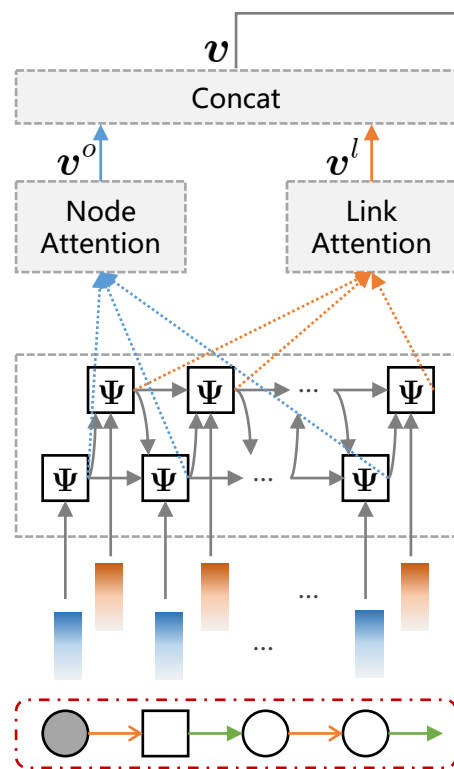 v
Concat
v^o v^l
Node Attention
Link Attention
Ψ Ψ ... Ψ
Ψ Ψ ... Ψ
...
...